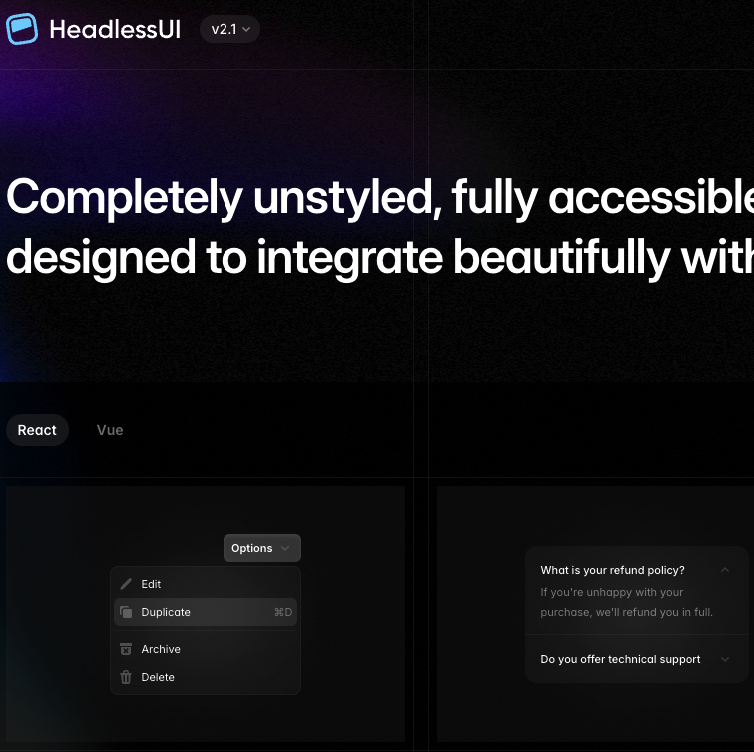 HeadlessUI
v2.1
Completely unstyled, fully accessible
designed to integrate beautifully with
React
Vue
Options
Edit
Duplicate ⌘D
Archive
Delete
What is your refund policy?
If you're unhappy with your
purchase, we'll refund you in full.
Do you offer technical support